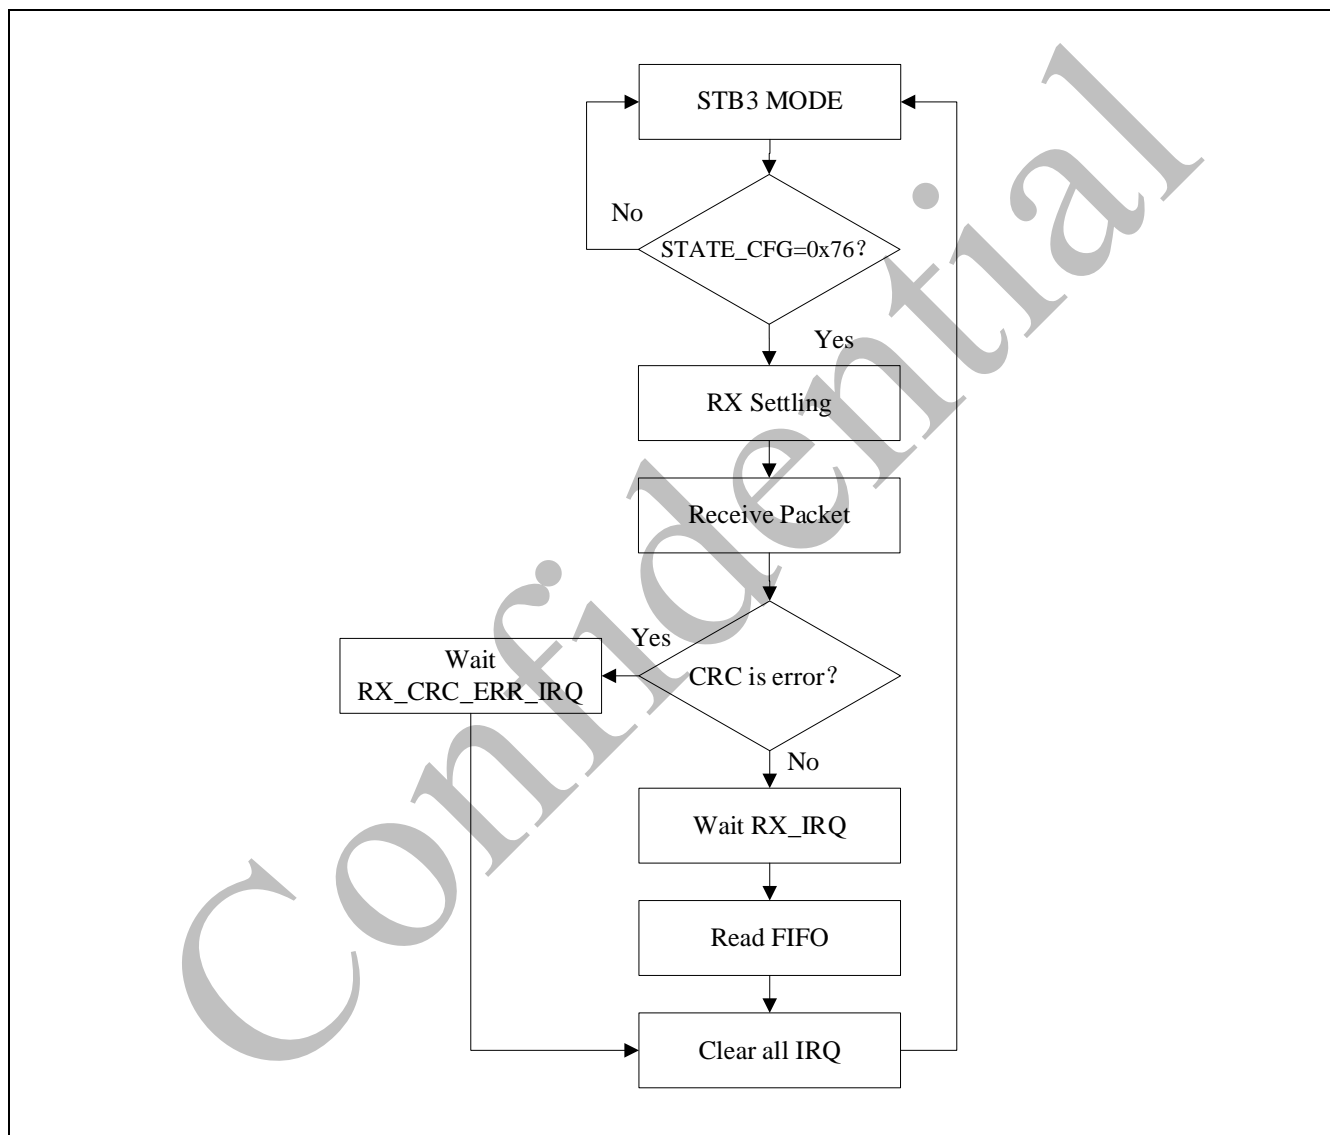 STB3 MODE
No
STATE_CFG=0x76？
Yes
RX Settling
Receive Packet
Yes
Wait
RX_CRC_ERR_IRQ
CRC is error？
No
Wait RX_IRQ
Read FIFO
Clear all IRQ
Confidential